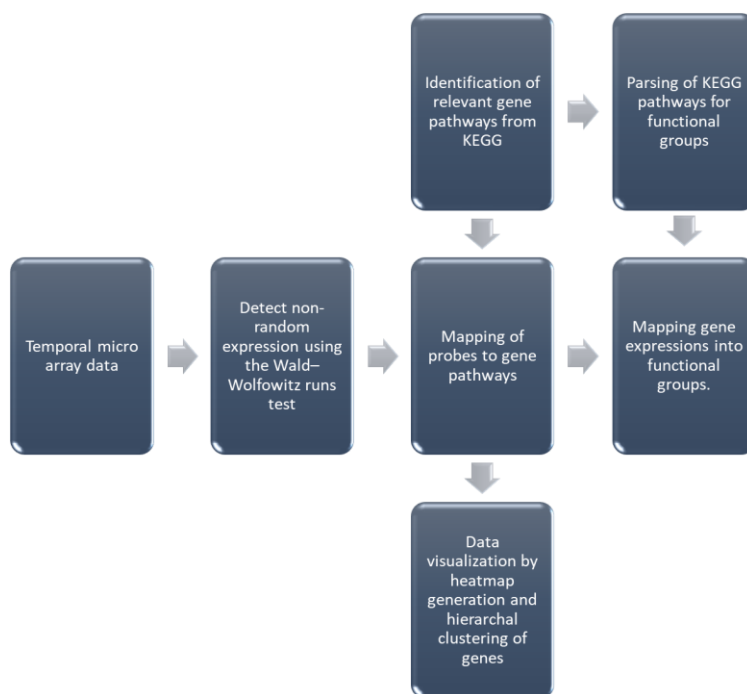 Identification of
relevant gene
pathways from
KEGG
Parsing of KEGG
pathways for
functional
groups
Temporal micro
array data
Detect non-
random
expression using
the Wald–
Wolfowitz runs
test
Mapping of
probes to gene
pathways
Mapping gene
expressions into
functional
groups.
Data
visualization by
heatmap
generation and
hierarchal
clustering of
genes